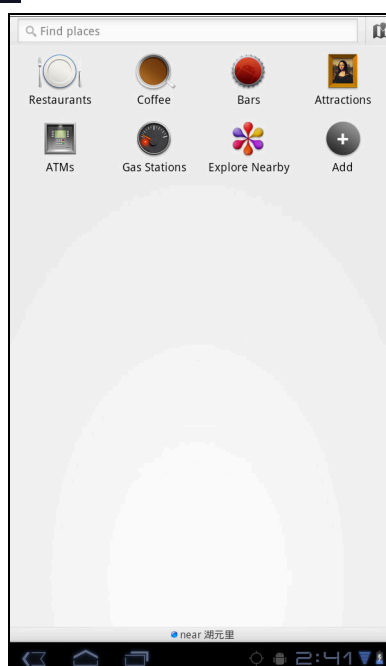 Find places
Restaurants Coffee Bars Attractions
ATMs Gas Stations Explore Nearby Add
near 湖元里
2:41